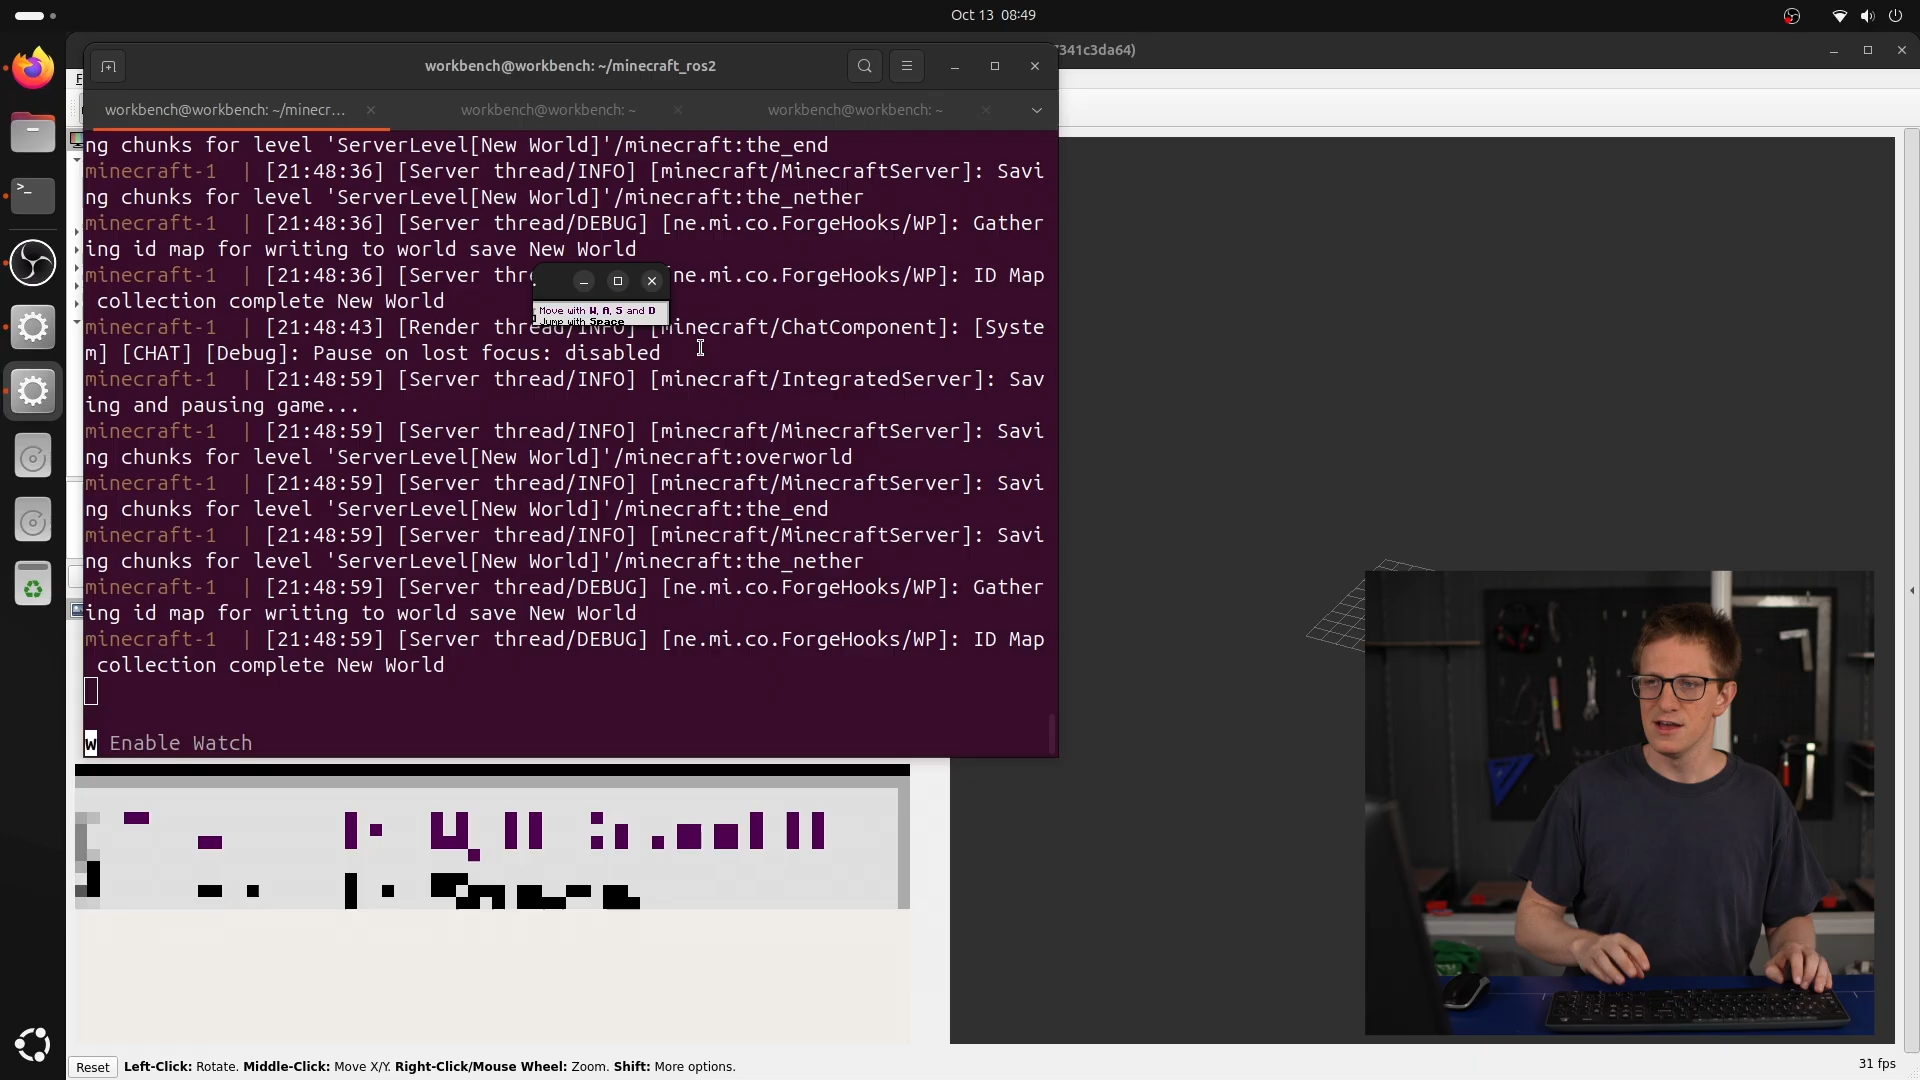 Oct 13 08:49
341c3da64)
workbench@workbench: ~/minecraft_ros2
workbench@workbench: ~/minecr...
workbench@workbench: ~
workbench@workbench: ~
ng chunks for level 'ServerLevel[New World]'/minecraft:the_end
minecraft-1 | [21:48:36] [Server thread/INFO] [minecraft/MinecraftServer]: Savi
ng chunks for level 'ServerLevel[New World]'/minecraft:the_nether
minecraft-1 | [21:48:36] [Server thread/DEBUG] [ne.mi.co.ForgeHooks/WP]: Gather
ing id map for writing to world save New World
minecraft-1 | [21:48:36] [Server thre ne.mi.co.ForgeHooks/WP]: ID Map
collection complete New World
Move with W, A, S and D
Jump with Space
minecraft-1 | [21:48:43] [Render thread/INFO] [minecraft/ChatComponent]: [Syste
m] [CHAT] [Debug]: Pause on lost focus: disabled
minecraft-1 | [21:48:59] [Server thread/INFO] [minecraft/IntegratedServer]: Sav
ing and pausing game...
minecraft-1 | [21:48:59] [Server thread/INFO] [minecraft/MinecraftServer]: Savi
ng chunks for level 'ServerLevel[New World]'/minecraft:overworld
minecraft-1 | [21:48:59] [Server thread/INFO] [minecraft/MinecraftServer]: Savi
ng chunks for level 'ServerLevel[New World]'/minecraft:the_end
minecraft-1 | [21:48:59] [Server thread/INFO] [minecraft/MinecraftServer]: Savi
ng chunks for level 'ServerLevel[New World]'/minecraft:the_nether
minecraft-1 | [21:48:59] [Server thread/DEBUG] [ne.mi.co.ForgeHooks/WP]: Gather
ing id map for writing to world save New World
minecraft-1 | [21:48:59] [Server thread/DEBUG] [ne.mi.co.ForgeHooks/WP]: ID Map
collection complete New World
w Enable Watch
Reset Left-Click: Rotate. Middle-Click: Move X/Y. Right-Click/Mouse Wheel: Zoom. Shift: More options.
31 fps